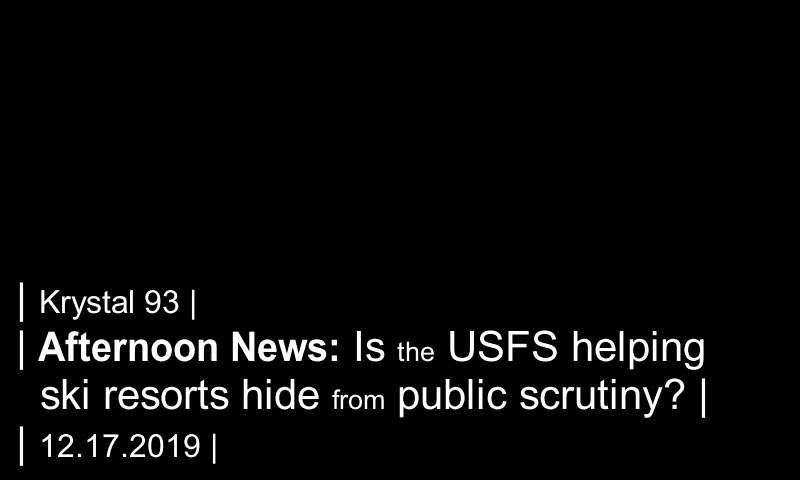 | Krystal 93 |
| Afternoon News: Is the USFS helping
ski resorts hide from public scrutiny? |
| 12.17.2019 |